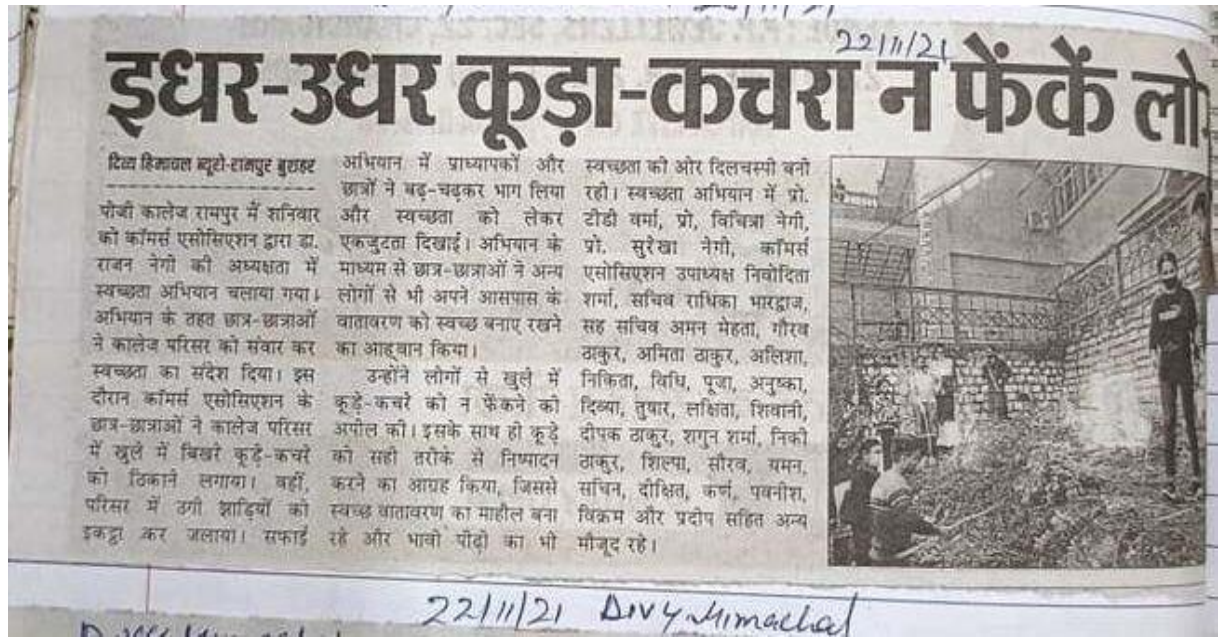 22/11/21
इधर-उधर कूड़ा-कचरा न फेंकें
दिव्य हिमाचल ब्यूरो-रामपुर बुशहर
पीजी कालेज रामपुर में शनिवार
को कॉमर्स एसोसिएशन द्वारा डा.
राजन नेगी की अध्यक्षता में
स्वच्छता अभियान चलाया गया।
अभियान के तहत छात्र-छात्राओं
ने कालेज परिसर को संवार कर
स्वच्छता का संदेश दिया। इस
दौरान कॉमर्स एसोसिएशन के
छात्र-छात्राओं ने कालेज परिसर
में खुले में बिखरे कूड़े-कचरे
को ठिकाने लगाया। वहीं,
परिसर में उगी झाड़ियों को
इकट्ठा कर जलाया। सफाई
अभियान में प्राध्यापकों और
छात्रों ने बढ़-चढ़कर भाग लिया
और स्वच्छता को लेकर
एकजुटता दिखाई। अभियान के
माध्यम से छात्र-छात्राओं ने अन्य
लोगों से भी अपने आसपास के
वातावरण को स्वच्छ बनाए रखने
का आह्वान किया।
उन्होंने लोगों से खुले में
कूड़े-कचरे को न फेंकने की
अपील की। इसके साथ ही कूड़े
को सही तरीके से निष्पादन
करने का आग्रह किया, जिससे
स्वच्छ वातावरण का माहौल बना
रहे और भावी पीढ़ी का भी
स्वच्छता की ओर दिलचस्पी बनी
रही। स्वच्छता अभियान में प्रो.
टीडी वर्मा, प्रो, विचित्रा नेगी,
प्रो. सुरेखा नेगी, कॉमर्स
एसोसिएशन उपाध्यक्ष निवोदिता
शर्मा, सचिव राधिका भारद्वाज,
सह सचिव अमन मेहता, गौरव
ठाकुर, अमिता ठाकुर, अलिशा,
निकिता, विधि, पूजा, अनुष्का,
दिव्या, तुषार, लक्षिता, शिवानी,
दीपक ठाकुर, शगुन शर्मा, निकी
ठाकुर, शिल्पा, सौरव, यमन,
सचिन, दीक्षित, कर्ण, पवनीश,
विक्रम और प्रदीप सहित अन्य
मौजूद रहे।
22/11/21 Divy Himachal